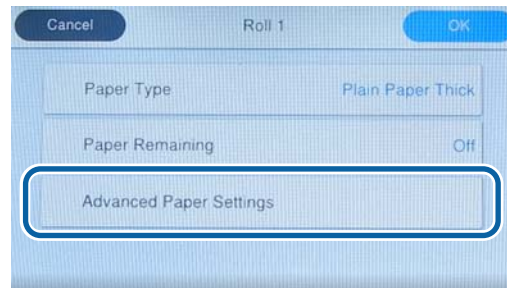 Cancel Roll 1 OK
Paper Type Plain Paper Thick
Paper Remaining Off
Advanced Paper Settings